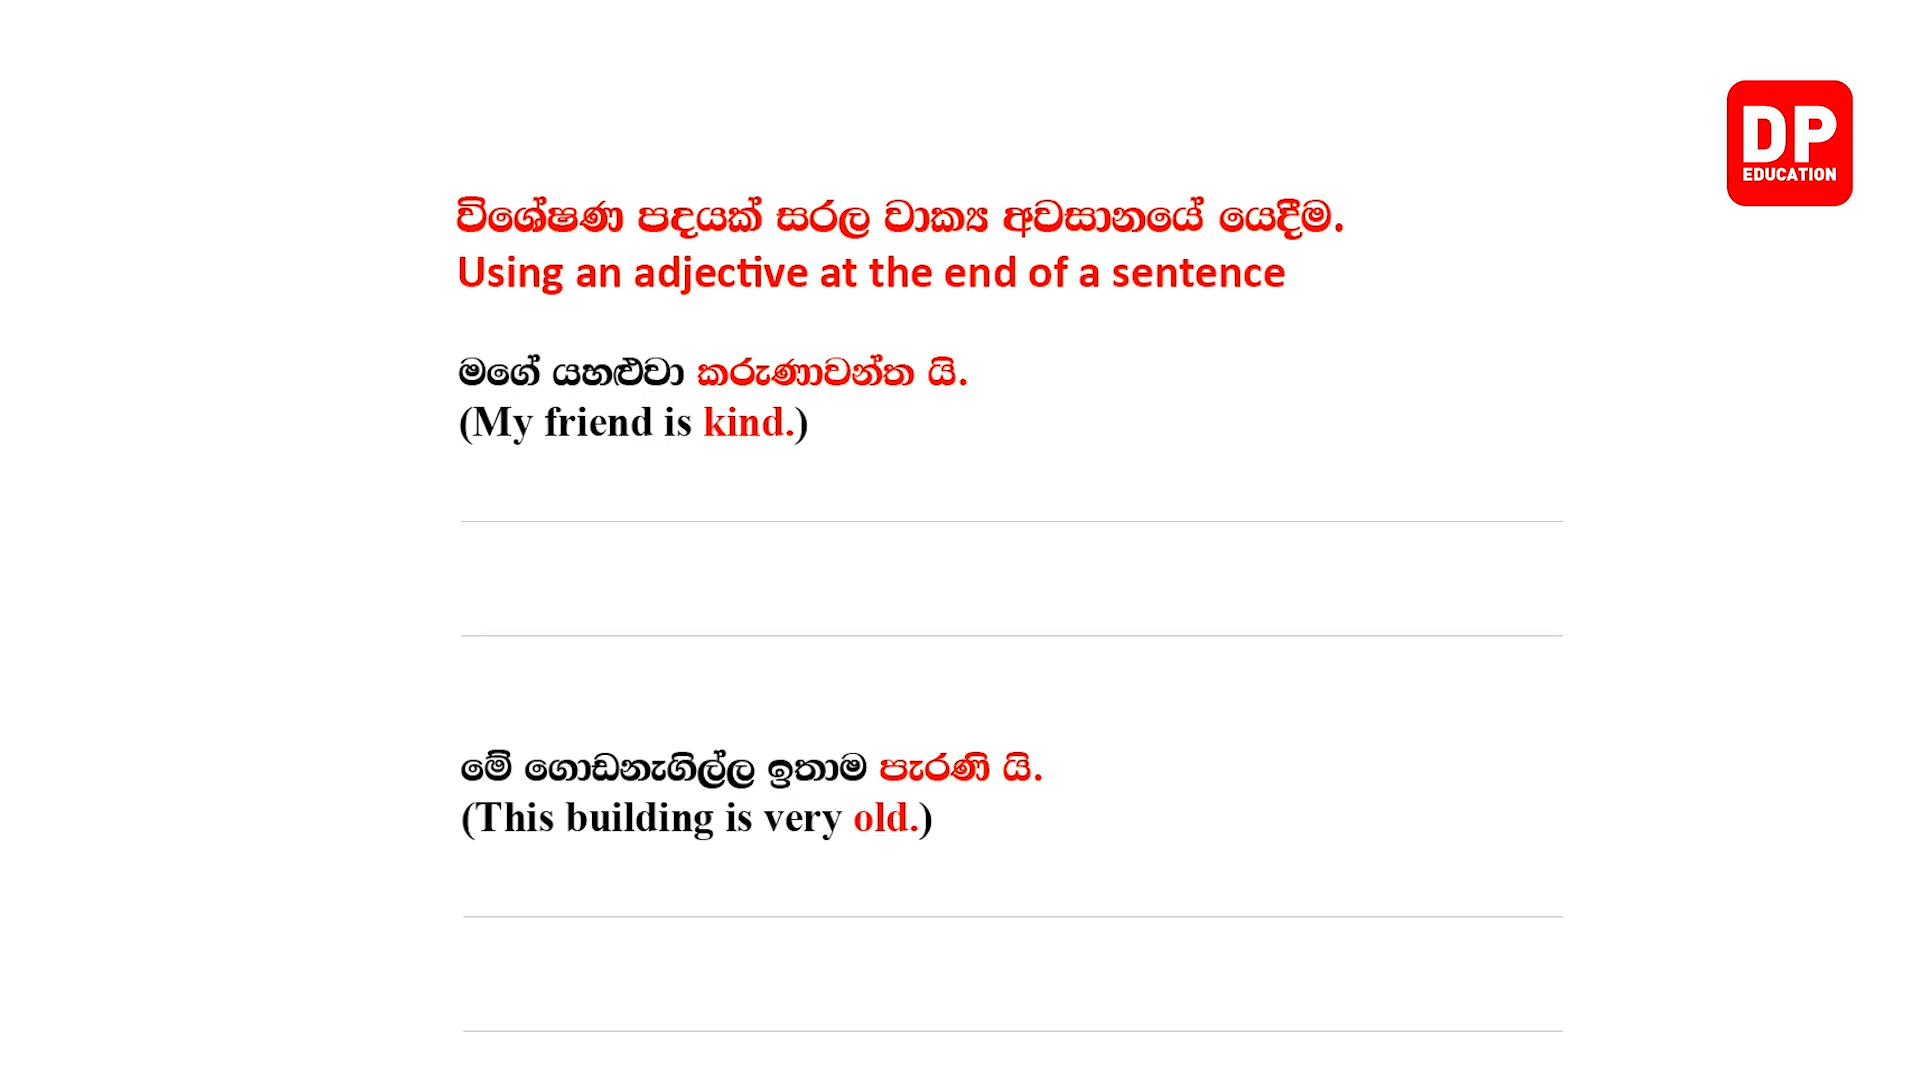 DP
EDUCATION
විශේෂණ පදයක් සරල වාක්‍ය අවසානයේ යෙදීම.
Using an adjective at the end of a sentence
මගේ යහළුවා කරුණාවන්ත යි.
(My friend is kind.)
මේ ගොඩනැගිල්ල ඉතාම පැරණි යි.
(This building is very old.)